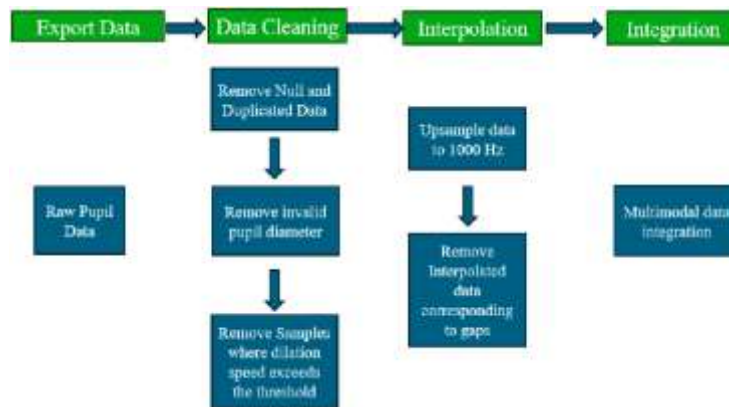 Export Data
Data Cleaning
Interpolation
Integration
Remove Null and
Duplicated Data
Upsample data
to 1000 Hz
Raw Pupil
Data
Remove invalid
pupil diameter
Multimodal data
integration
Remove
Interpolated
data
corresponding
to gaps
Remove Samples
where dilation
speed exceeds
the threshold